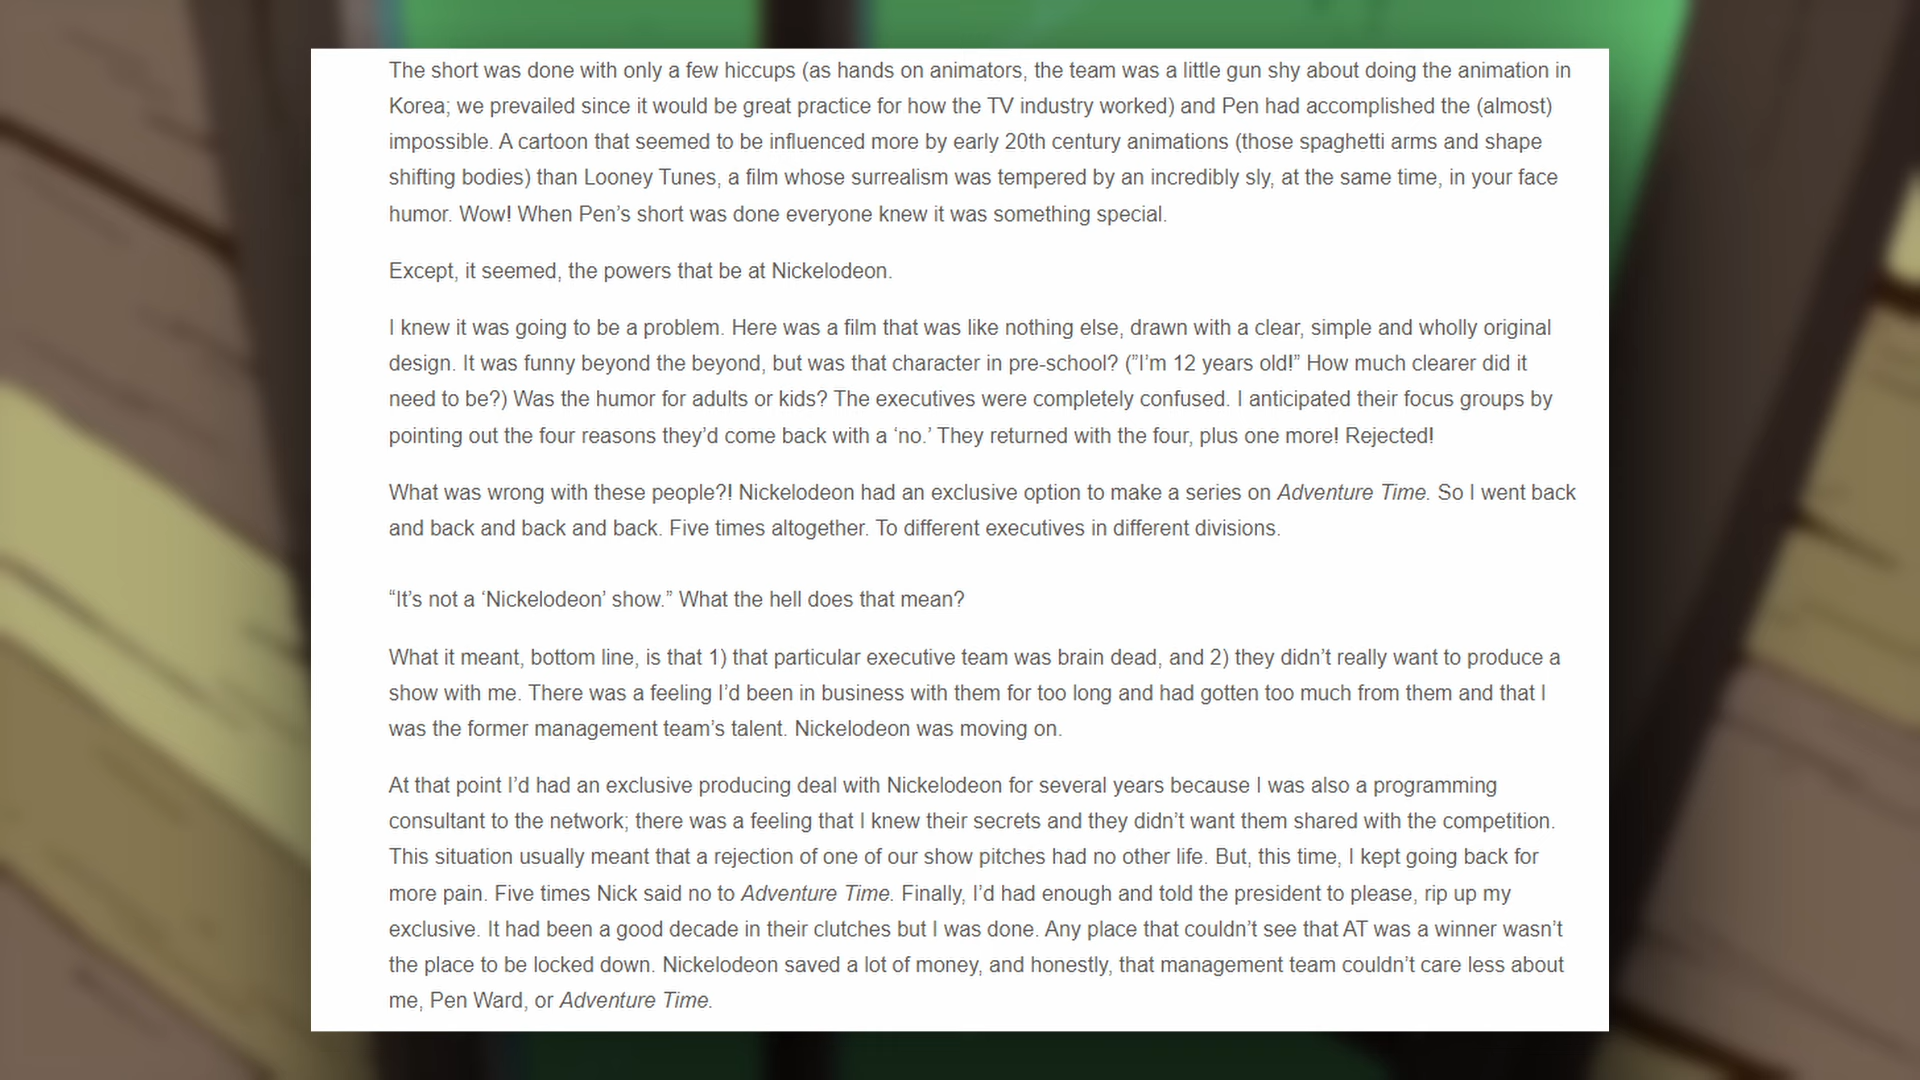 The short was done with only a few hiccups (as hands on animators, the team was a little gun shy about doing the animation in
Korea; we prevailed since it would be great practice for how the TV industry worked) and Pen had accomplished the (almost)
impossible. A cartoon that seemed to be influenced more by early 20th century animations (those spaghetti arms and shape
shifting bodies) than Looney Tunes, a film whose surrealism was tempered by an incredibly sly, at the same time, in your face
humor. Wow! When Pen’s short was done everyone knew it was something special.
Except, it seemed, the powers that be at Nickelodeon.
I knew it was going to be a problem. Here was a film that was like nothing else, drawn with a clear, simple and wholly original
design. It was funny beyond the beyond, but was that character in pre-school? (”I’m 12 years old!” How much clearer did it
need to be?) Was the humor for adults or kids? The executives were completely confused. I anticipated their focus groups by
pointing out the four reasons they’d come back with a ‘no.’ They returned with the four, plus one more! Rejected!
What was wrong with these people?! Nickelodeon had an exclusive option to make a series on Adventure Time. So I went back
and back and back and back. Five times altogether. To different executives in different divisions.
“It’s not a ‘Nickelodeon’ show.” What the hell does that mean?
What it meant, bottom line, is that 1) that particular executive team was brain dead, and 2) they didn’t really want to produce a
show with me. There was a feeling I’d been in business with them for too long and had gotten too much from them and that I
was the former management team’s talent. Nickelodeon was moving on.
At that point I’d had an exclusive producing deal with Nickelodeon for several years because I was also a programming
consultant to the network; there was a feeling that I knew their secrets and they didn’t want them shared with the competition.
This situation usually meant that a rejection of one of our show pitches had no other life. But, this time, I kept going back for
more pain. Five times Nick said no to Adventure Time. Finally, I’d had enough and told the president to please, rip up my
exclusive. It had been a good decade in their clutches but I was done. Any place that couldn’t see that AT was a winner wasn’t
the place to be locked down. Nickelodeon saved a lot of money, and honestly, that management team couldn’t care less about
me, Pen Ward, or Adventure Time.